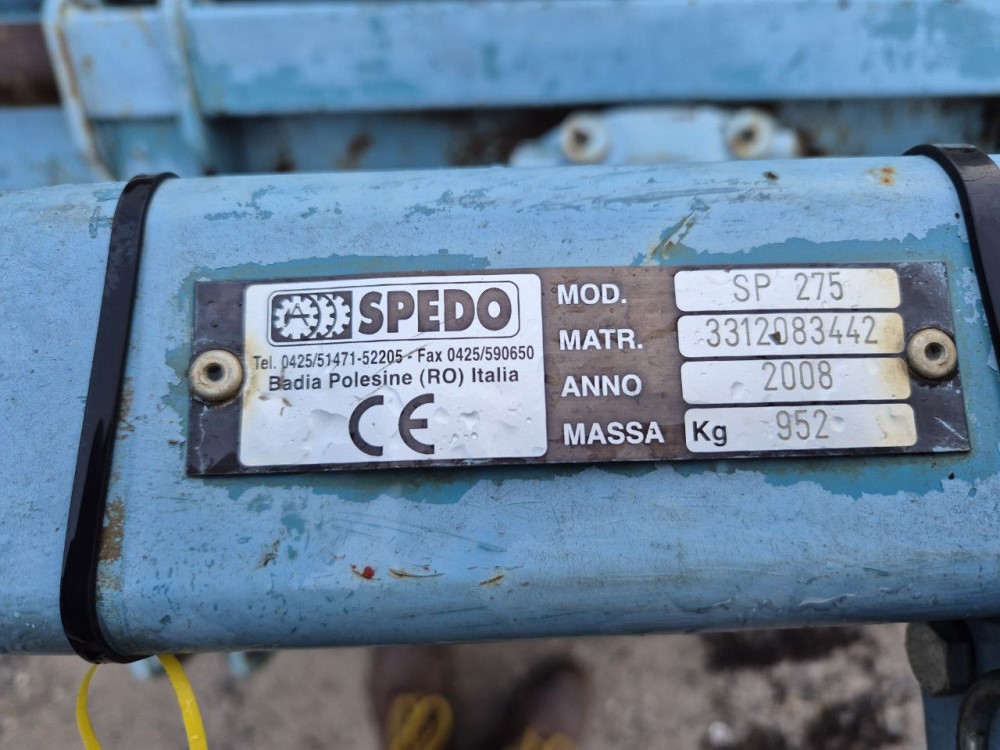 A SPEDO
Tel. 0425/51471-52205 - Fax 0425/590650
Badia Polesine (RO) Italia
CE
MOD. SP 275
MATR. 3312083442
ANNO 2008
MASSA Kg 952